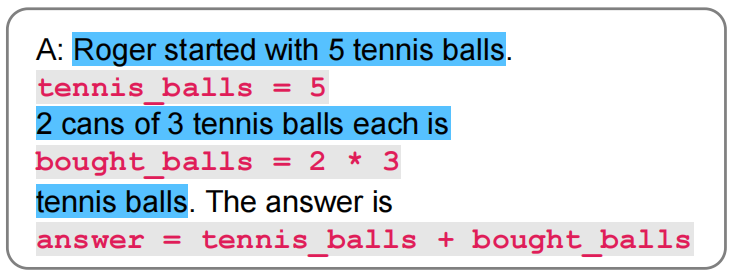 A: Roger started with 5 tennis balls.
tennis_balls = 5
2 cans of 3 tennis balls each is
bought_balls = 2 * 3
tennis balls. The answer is
answer = tennis_balls + bought_balls